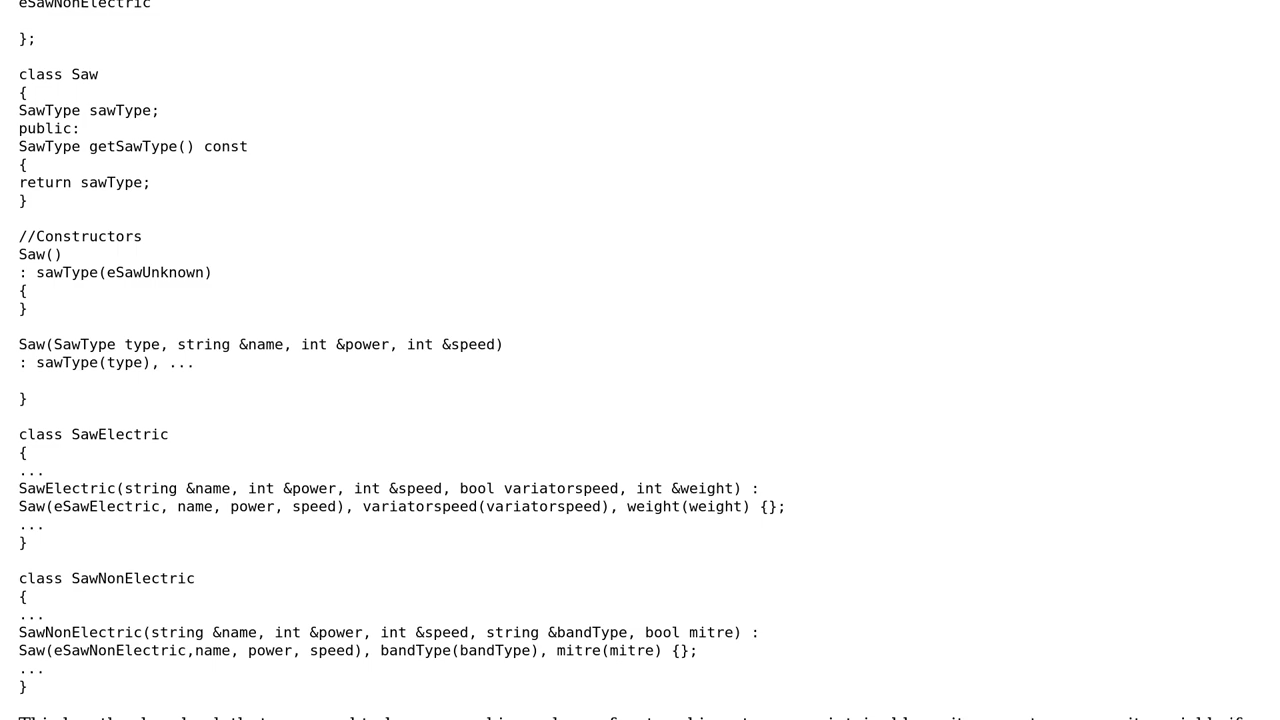 eSawNonElectric
};
class Saw
{
SawType sawType;
public:
SawType getSawType() const
{
return sawType;
}
//Constructors
Saw()
: sawType(eSawUnknown)
{
}
Saw(SawType type, string &name, int &power, int &speed)
: sawType(type), ...
}
class SawElectric
{
...
SawElectric(string &name, int &power, int &speed, bool variatorspeed, int &weight) :
Saw(eSawElectric, name, power, speed), variatorspeed(variatorspeed), weight(weight) {};
...
}
class SawNonElectric
{
...
SawNonElectric(string &name, int &power, int &speed, string &bandType, bool mitre) :
Saw(eSawNonElectric,name, power, speed), bandType(bandType), mitre(mitre) {};
...
}